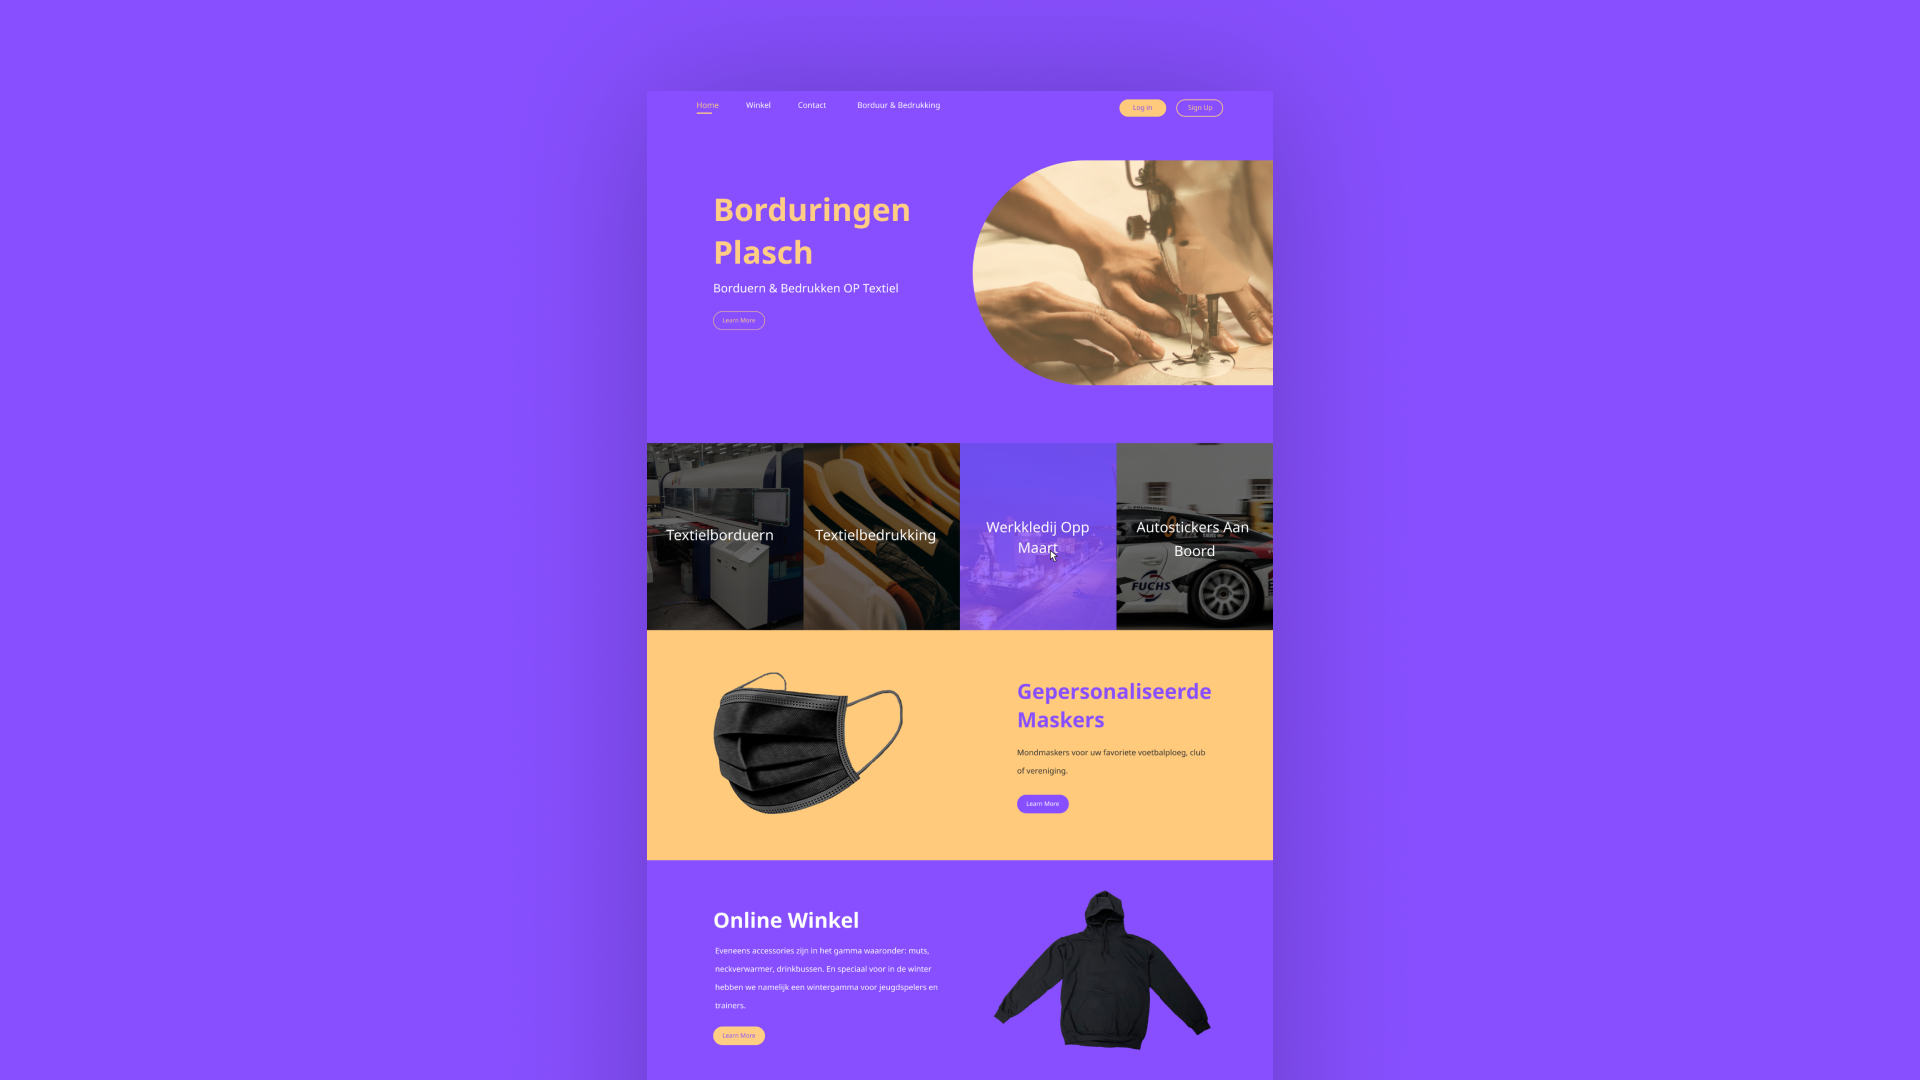 Home Winkel Contact Borduur & Bedrukking Log in Sign Up
Borduringen
Plasch
Borduern & Bedrukken OP Textiel
Learn More
Textielborduern
Textielbedrukking
Werkkledij Opp
Maart
Autostickers Aan
Boord
FUCHS
Gepersonaliseerde
Maskers
Mondmaskers voor uw favoriete voetbalploeg, club
of vereniging.
Learn More
Online Winkel
Eveneens accessories zijn in het gamma waaronder: muts,
neckverwarmer, drinkbussen. En speciaal voor in de winter
hebben we namelijk een wintergamma voor jeugdspelers en
trainers.
Learn More